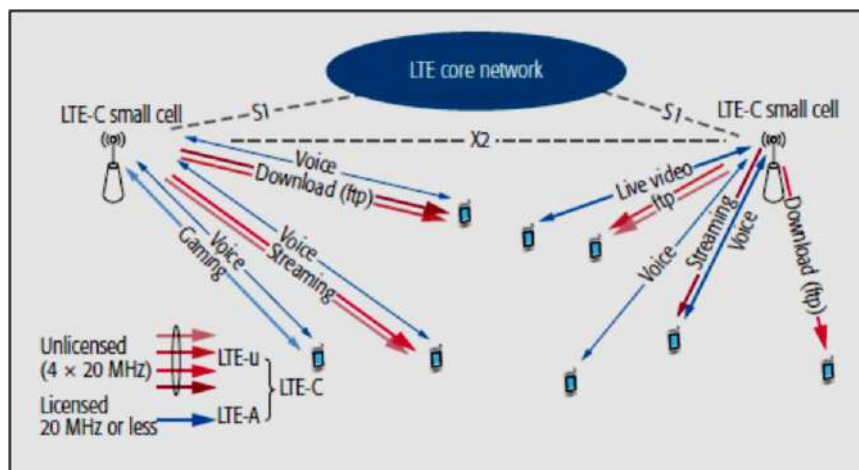 LTE core network
LTE-C small cell
S1
S1
LTE-C small cell
X2
Voice
Download (ftp)
Live video
ftp
Voice
Streaming
Voice
Gaming
Voice
Streaming
Voice
Download (ftp)
Unlicensed
(4 × 20 MHz)
LTE-u
LTE-C
Licensed
20 MHz or less
LTE-A